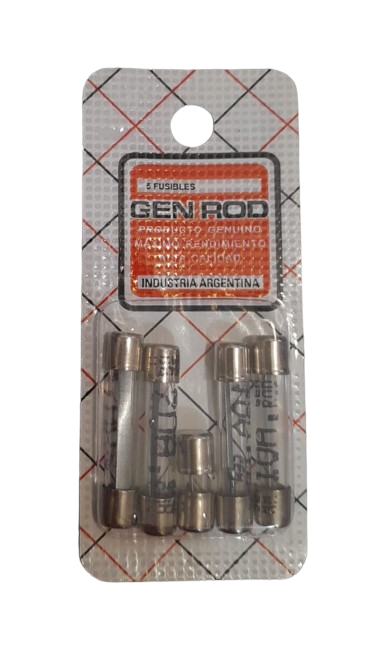 5 FUSIBLES
GEN ROD
PRODUCTO GENUINO
MAXIMO RENDIMIENTO
ALTA CALIDAD
INDUSTRIA ARGENTINA